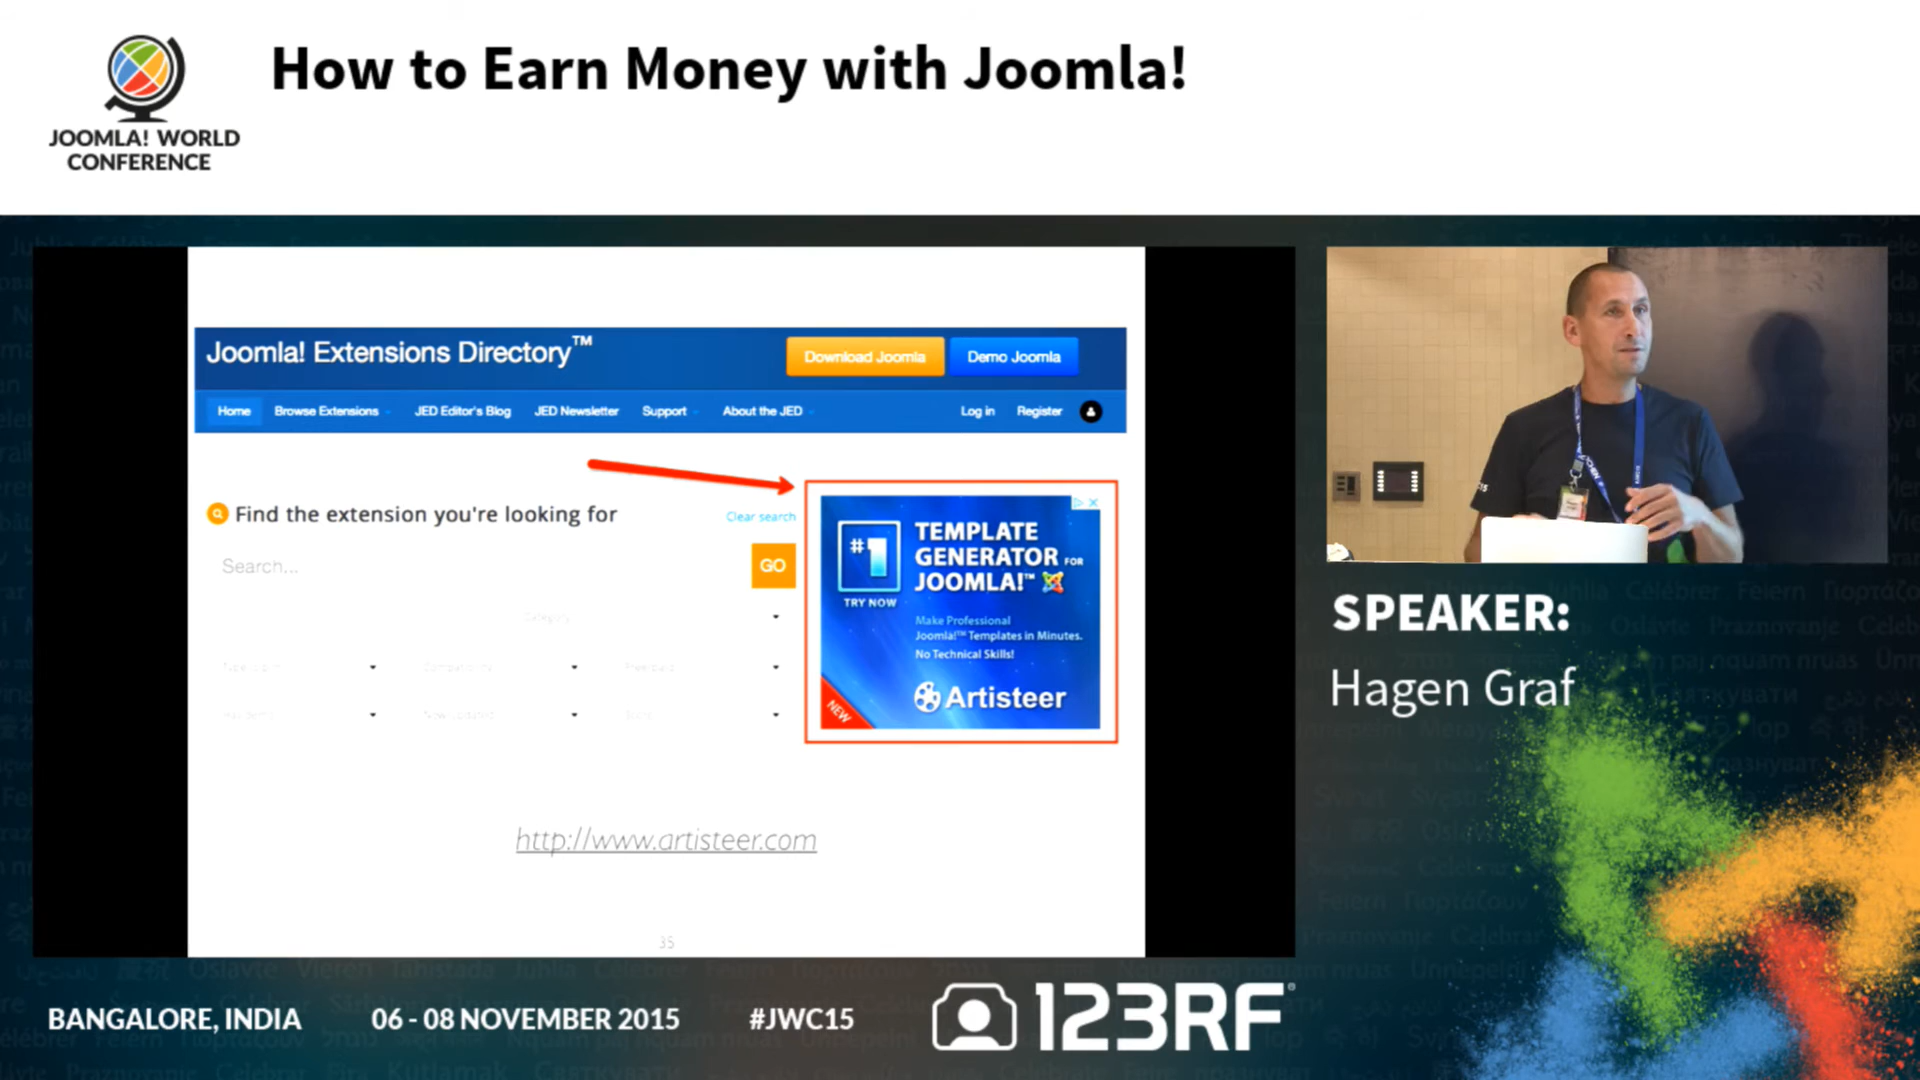 How to Earn Money with Joomla!
JOOMLA! WORLD
CONFERENCE
Joomla! Extensions Directory™
Download Joomla
Demo Joomla
Home
Browse Extensions
JED Editor's Blog
JED Newsletter
Support
About the JED
Log in
Register
Find the extension you're looking for
Clear search
Search...
GO
Category
#1
TRY NOW
TEMPLATE
GENERATOR FOR
JOOMLA!™
Make Professional
Joomla!™ Templates in Minutes.
No Technical Skills!
NEW
Artisteer
http://www.artisteer.com
35
SPEAKER:
Hagen Graf
BANGALORE, INDIA
06 - 08 NOVEMBER 2015
#JWC15
123RF®